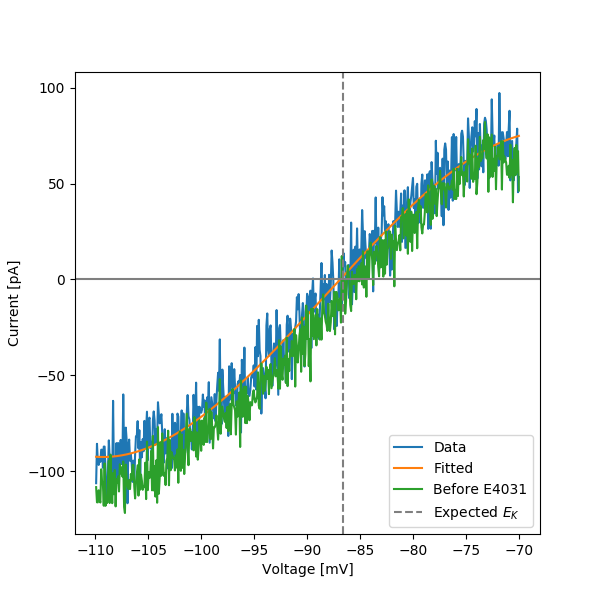 100
50
0
−50
−100
Current [pA]
Data
Fitted
Before E4031
Expected E_K
−110 −105 −100 −95 −90 −85 −80 −75 −70
Voltage [mV]